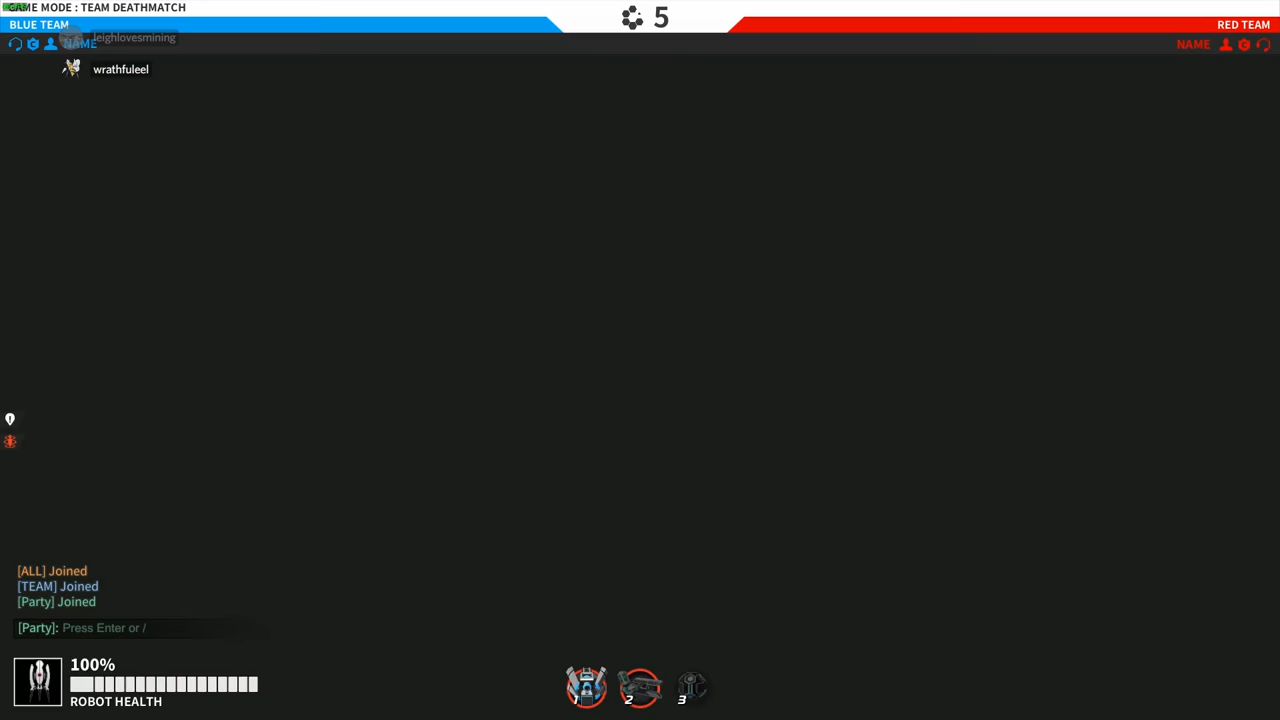 GAME MODE : TEAM DEATHMATCH
5
BLUE TEAM
RED TEAM
NAME
leighlovesmining
NAME
wrathfuleel
[ALL] Joined
[TEAM] Joined
[Party] Joined
[Party]: Press Enter or /
100%
ROBOT HEALTH
1
2
3